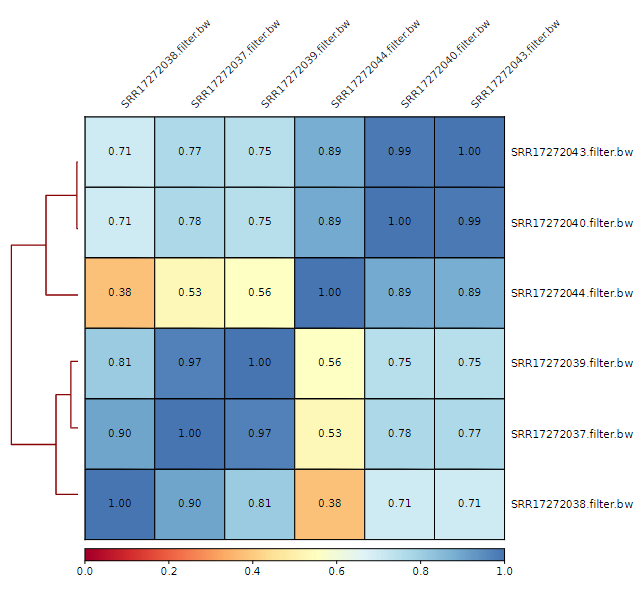 SRR17272038.filter.bw
SRR17272037.filter.bw
SRR17272039.filter.bw
SRR17272044.filter.bw
SRR17272040.filter.bw
SRR17272043.filter.bw
0.71 0.77 0.75 0.89 0.99 1.00 SRR17272043.filter.bw
0.71 0.78 0.75 0.89 1.00 0.99 SRR17272040.filter.bw
0.38 0.53 0.56 1.00 0.89 0.89 SRR17272044.filter.bw
0.81 0.97 1.00 0.56 0.75 0.75 SRR17272039.filter.bw
0.90 1.00 0.97 0.53 0.78 0.77 SRR17272037.filter.bw
1.00 0.90 0.81 0.38 0.71 0.71 SRR17272038.filter.bw
0.0 0.2 0.4 0.6 0.8 1.0